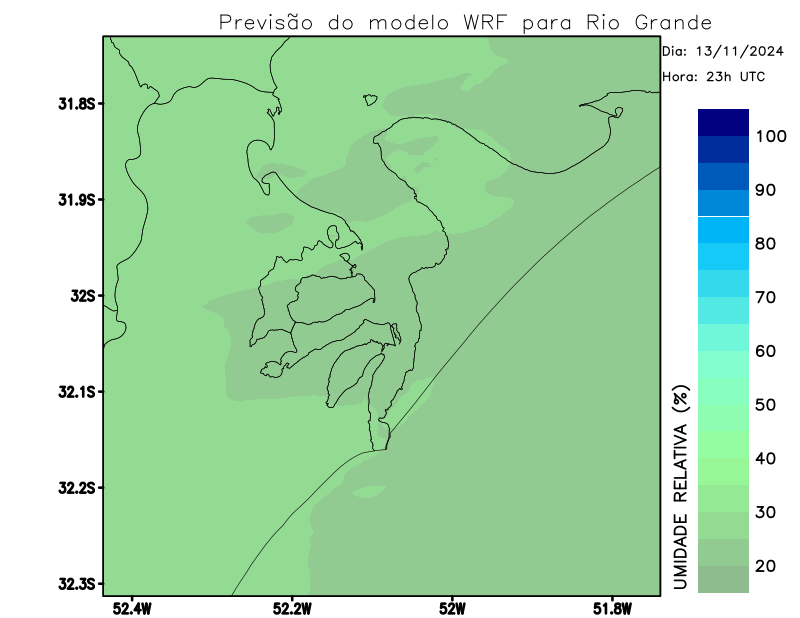 Previsão do modelo WRF para Rio Grande
Dia: 13/11/2024
Hora: 23h UTC
31.8S
31.9S
32S
32.1S
32.2S
32.3S
52.4W
52.2W
52W
51.8W
100
90
80
70
60
50
40
30
20
UMIDADE RELATIVA (%)